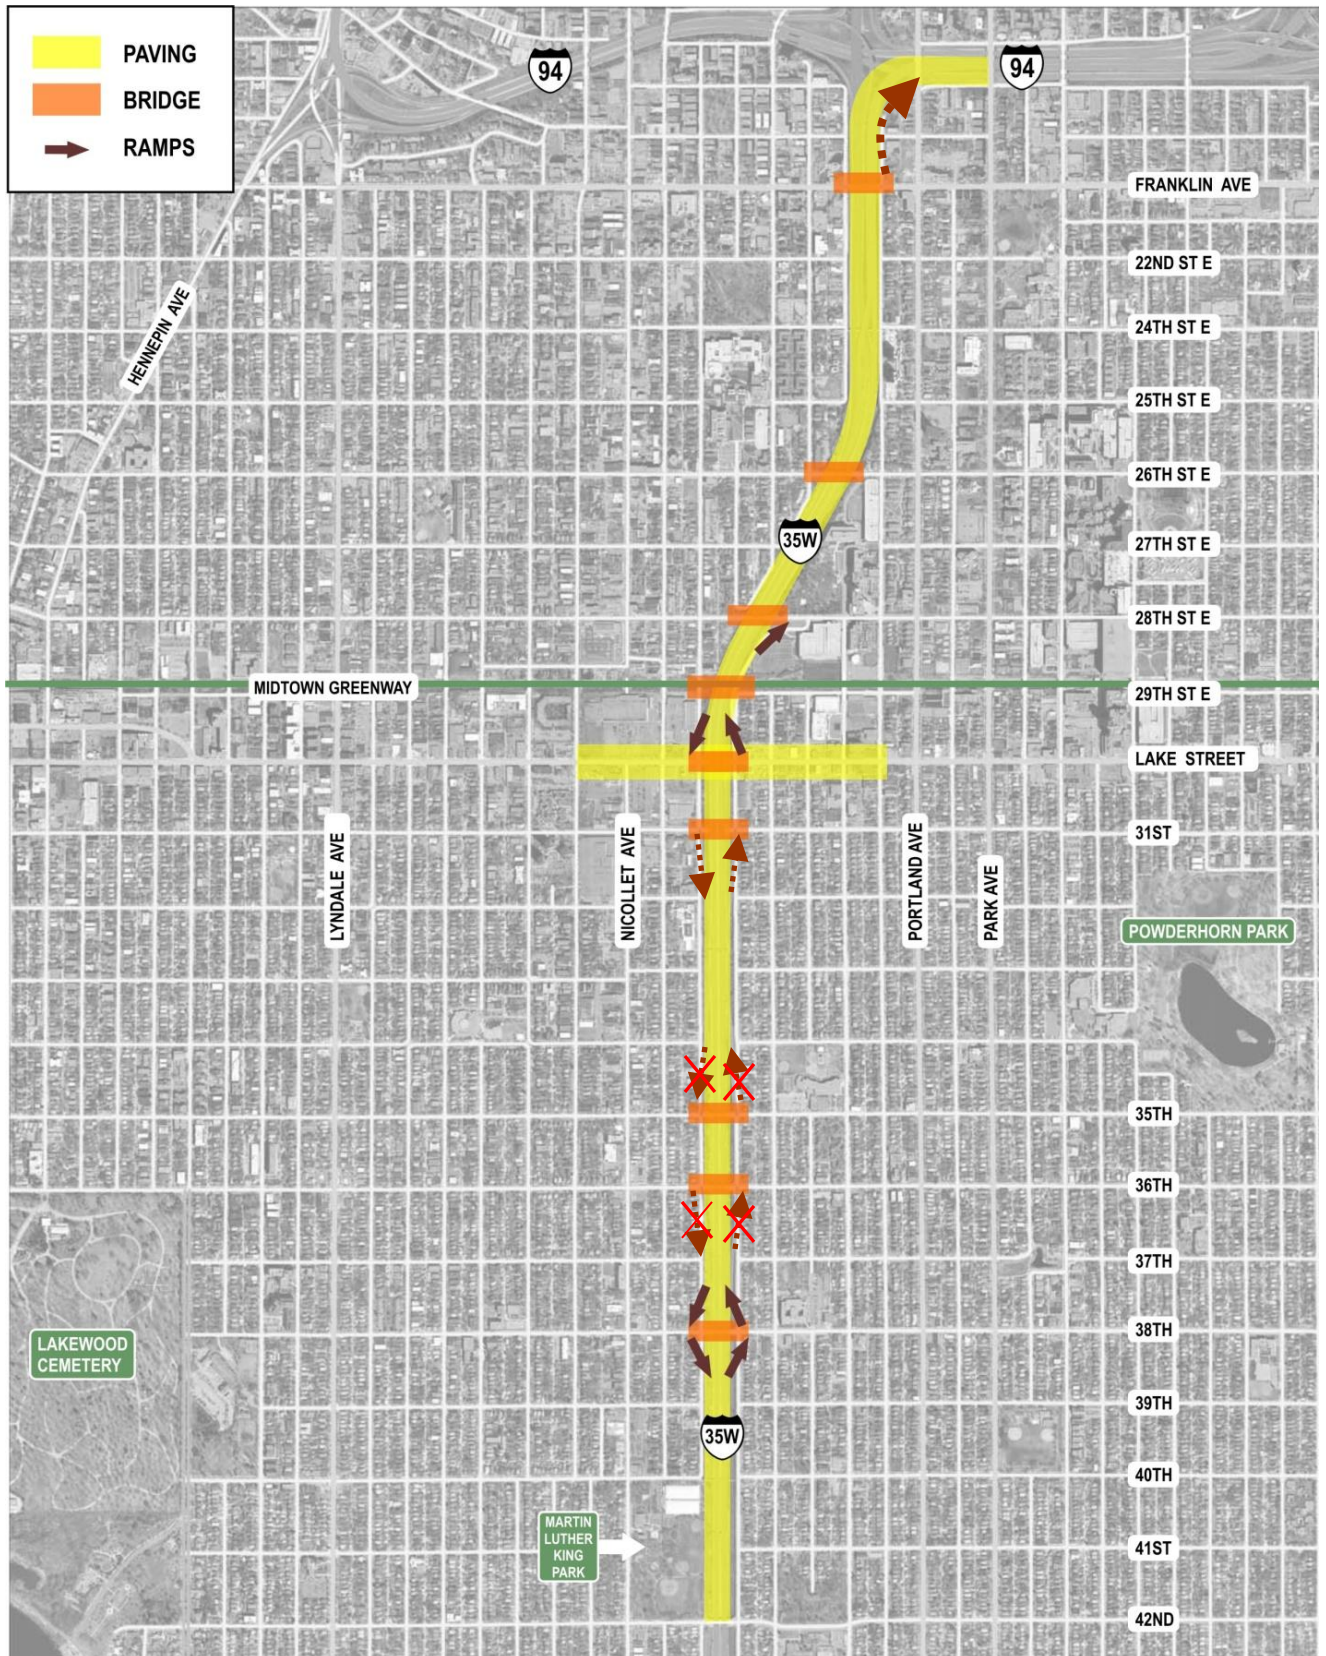 PAVING
BRIDGE
RAMPS
94
94
FRANKLIN AVE
22ND ST E
HENNEPIN AVE
24TH ST E
25TH ST E
26TH ST E
35W
27TH ST E
28TH ST E
MIDTOWN GREENWAY
29TH ST E
LAKE STREET
31ST
LYNDALE AVE
NICOLLET AVE
PORTLAND AVE
PARK AVE
POWDERHORN PARK
35TH
36TH
37TH
38TH
LAKEWOOD
CEMETERY
39TH
35W
40TH
MARTIN
LUTHER
KING
PARK
41ST
42ND